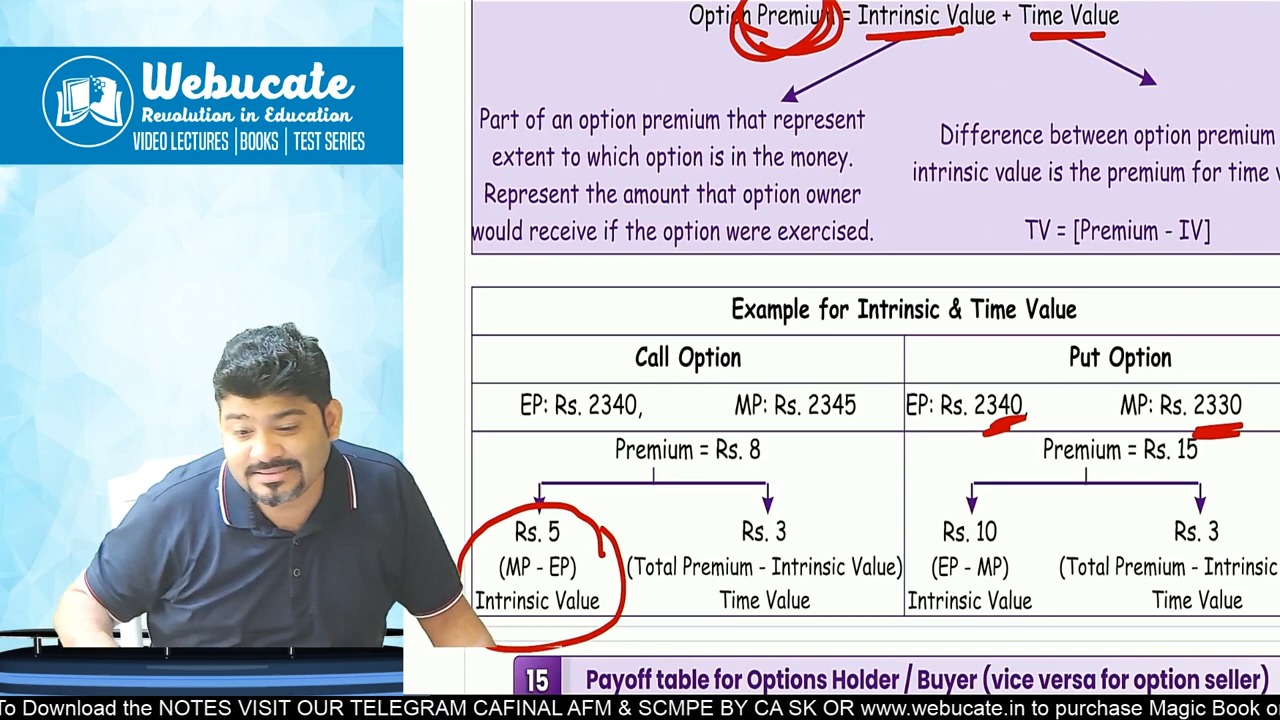 Webucate
Revolution in Education
VIDEO LECTURES | BOOKS | TEST SERIES
Option Premium = Intrinsic Value + Time Value
Part of an option premium that represent
extent to which option is in the money.
Represent the amount that option owner
would receive if the option were exercised.
Difference between option premium
intrinsic value is the premium for time
TV = [Premium - IV]
Example for Intrinsic & Time Value
Call Option
Put Option
EP: Rs. 2340, MP: Rs. 2345
EP: Rs. 2340, MP: Rs. 2330
Premium = Rs. 8
Premium = Rs. 15
Rs. 5
(MP - EP)
Intrinsic Value
Rs. 3
(Total Premium - Intrinsic Value)
Time Value
Rs. 10
(EP - MP)
Intrinsic Value
Rs. 3
(Total Premium - Intrinsic
Time Value
15 Payoff table for Options Holder / Buyer (vice versa for option seller)
To Download the NOTES VISIT OUR TELEGRAM CAFINAL AFM & SCMPE BY CA SK OR www.webucate.in to purchase Magic Book